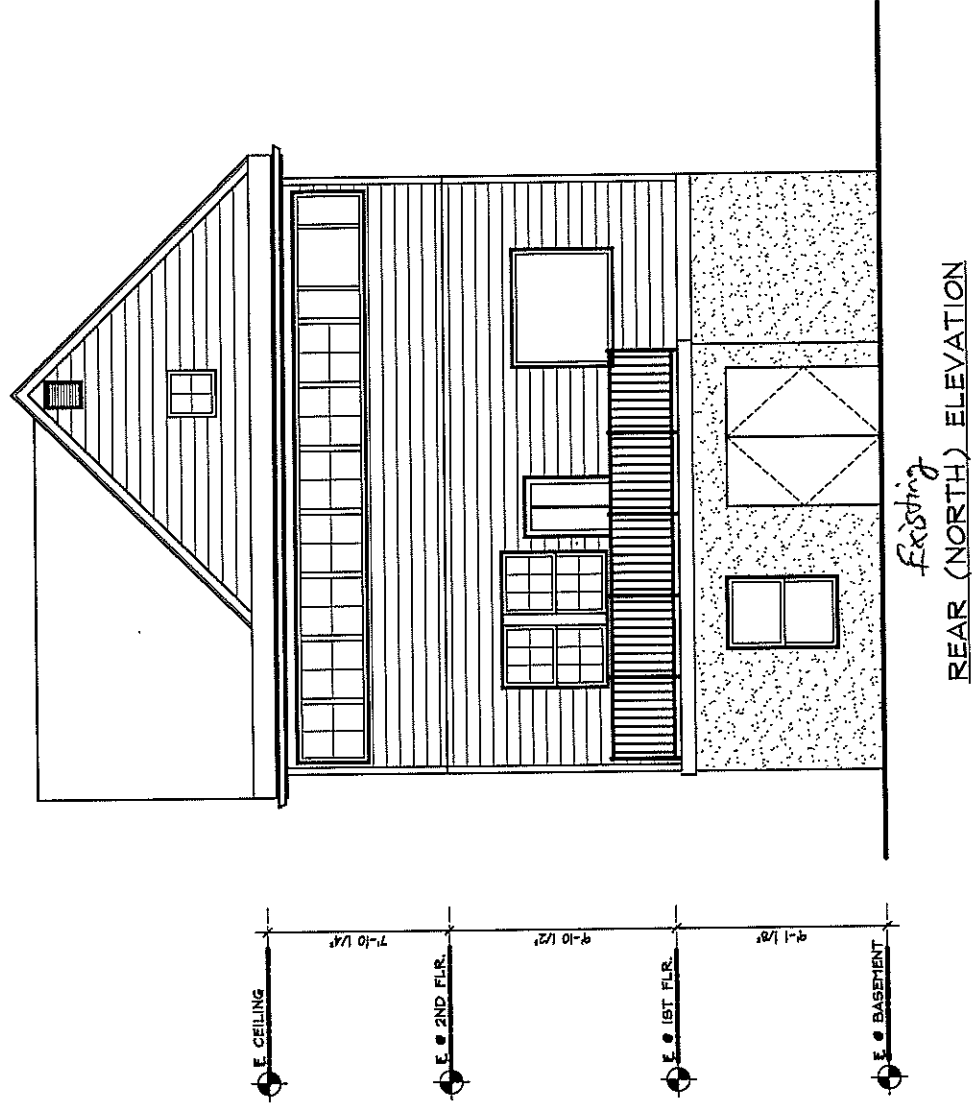 E. CEILING
7'-10 1/4"
E. @ 2ND FLR.
9'-10 1/2"
E. @ 1ST FLR.
9'-1 1/8"
E. @ BASEMENT
Existing
REAR (NORTH) ELEVATION